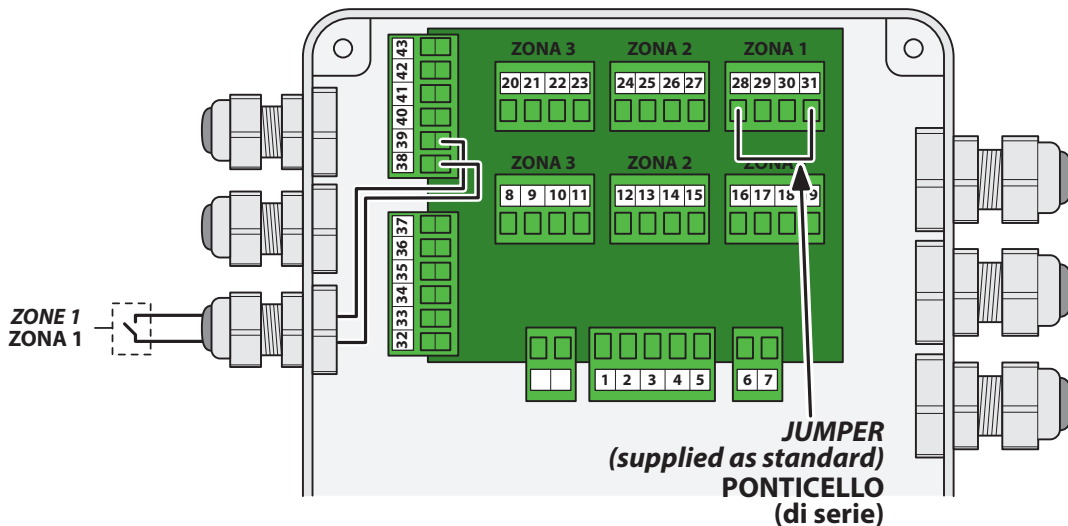 ZONA 3 ZONA 2 ZONA 1
43
42
41
40
39
38
20 21 22 23
24 25 26 27
28 29 30 31
ZONA 3 ZONA 2
8 9 10 11
12 13 14 15
16 17 18
37
36
35
34
33
32
ZONE 1
ZONA 1
1 2 3 4 5
6 7
JUMPER
(supplied as standard)
PONTICELLO
(di serie)